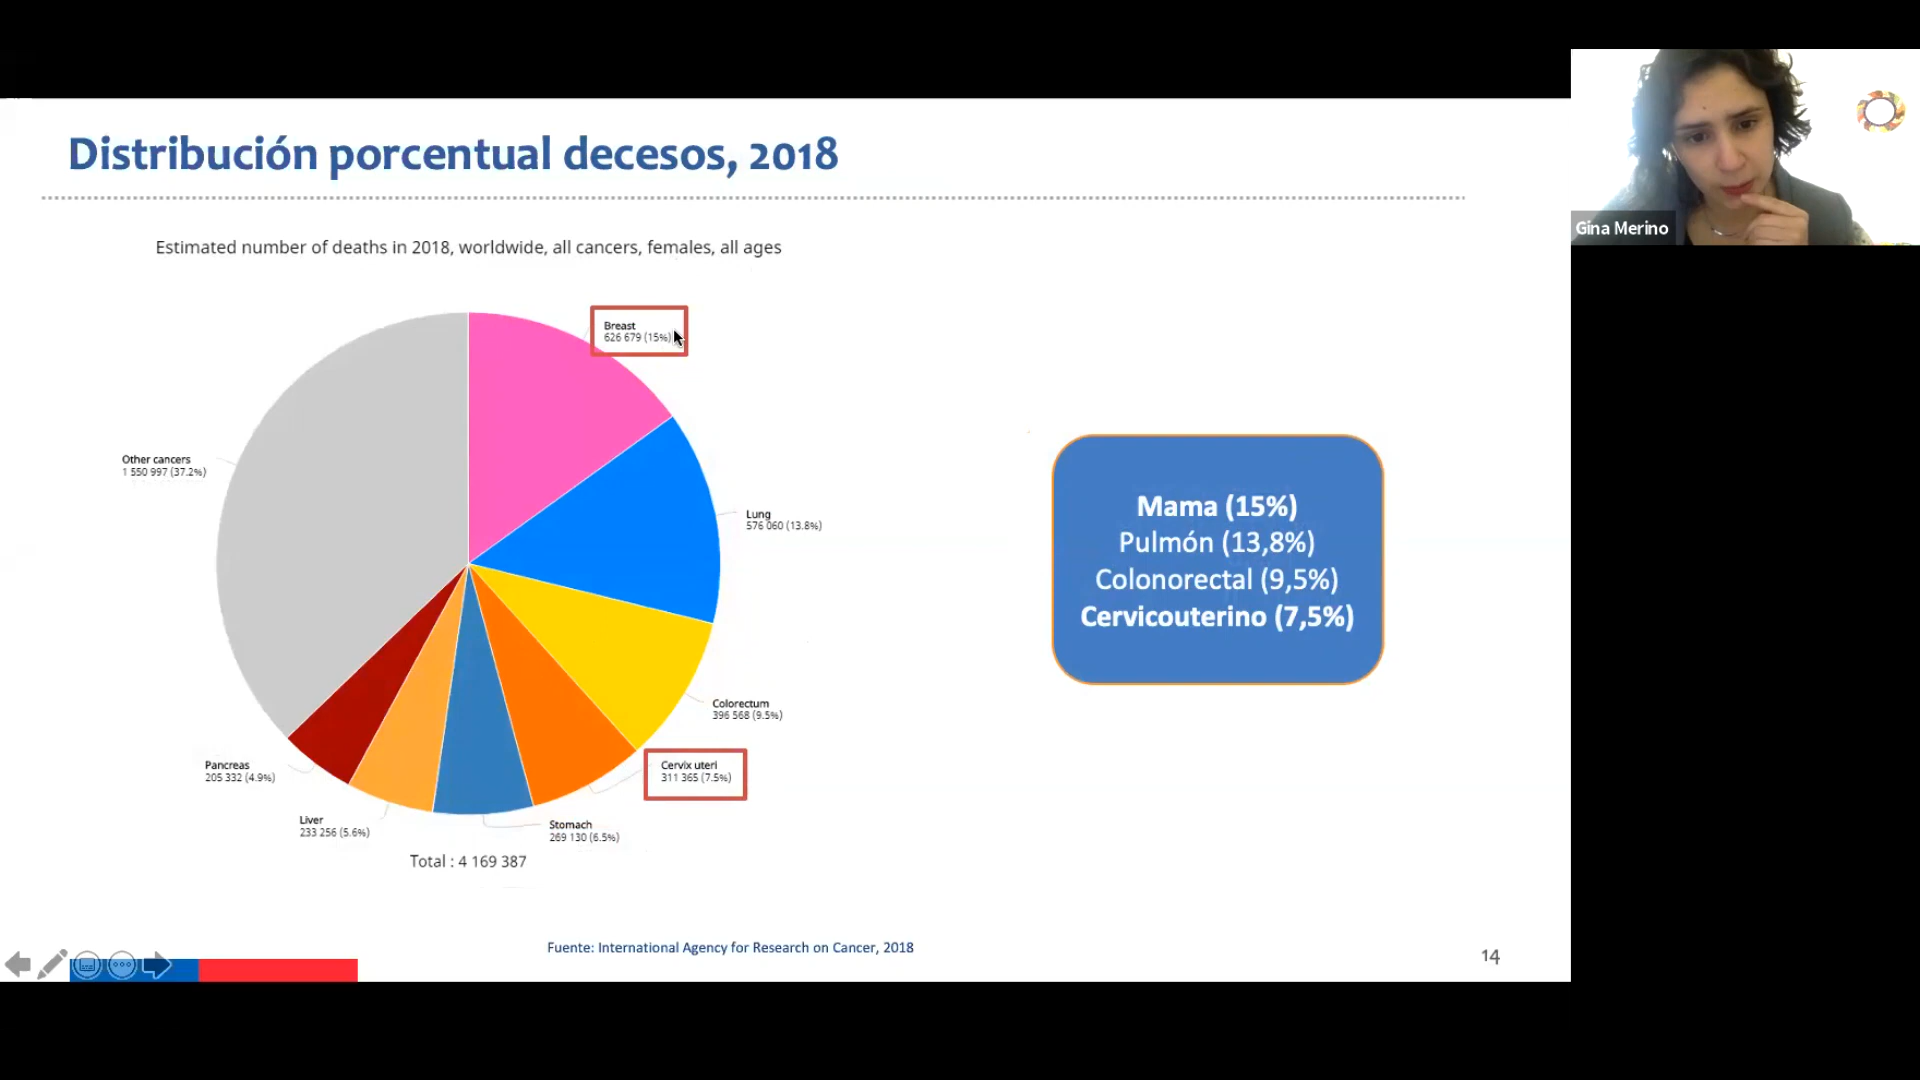 Distribución porcentual decesos, 2018
Gina Merino
Estimated number of deaths in 2018, worldwide, all cancers, females, all ages
Breast
626 679 (15%)
Other cancers
1 550 997 (37.2%)
Lung
576 060 (13.8%)
Mama (15%)
Pulmón (13,8%)
Colonorectal (9,5%)
Cervicouterino (7,5%)
Colorectum
396 568 (9.5%)
Cervix uteri
311 365 (7.5%)
Pancreas
205 332 (4.9%)
Liver
233 256 (5.6%)
Stomach
269 130 (6.5%)
Total : 4 169 387
Fuente: International Agency for Research on Cancer, 2018
14